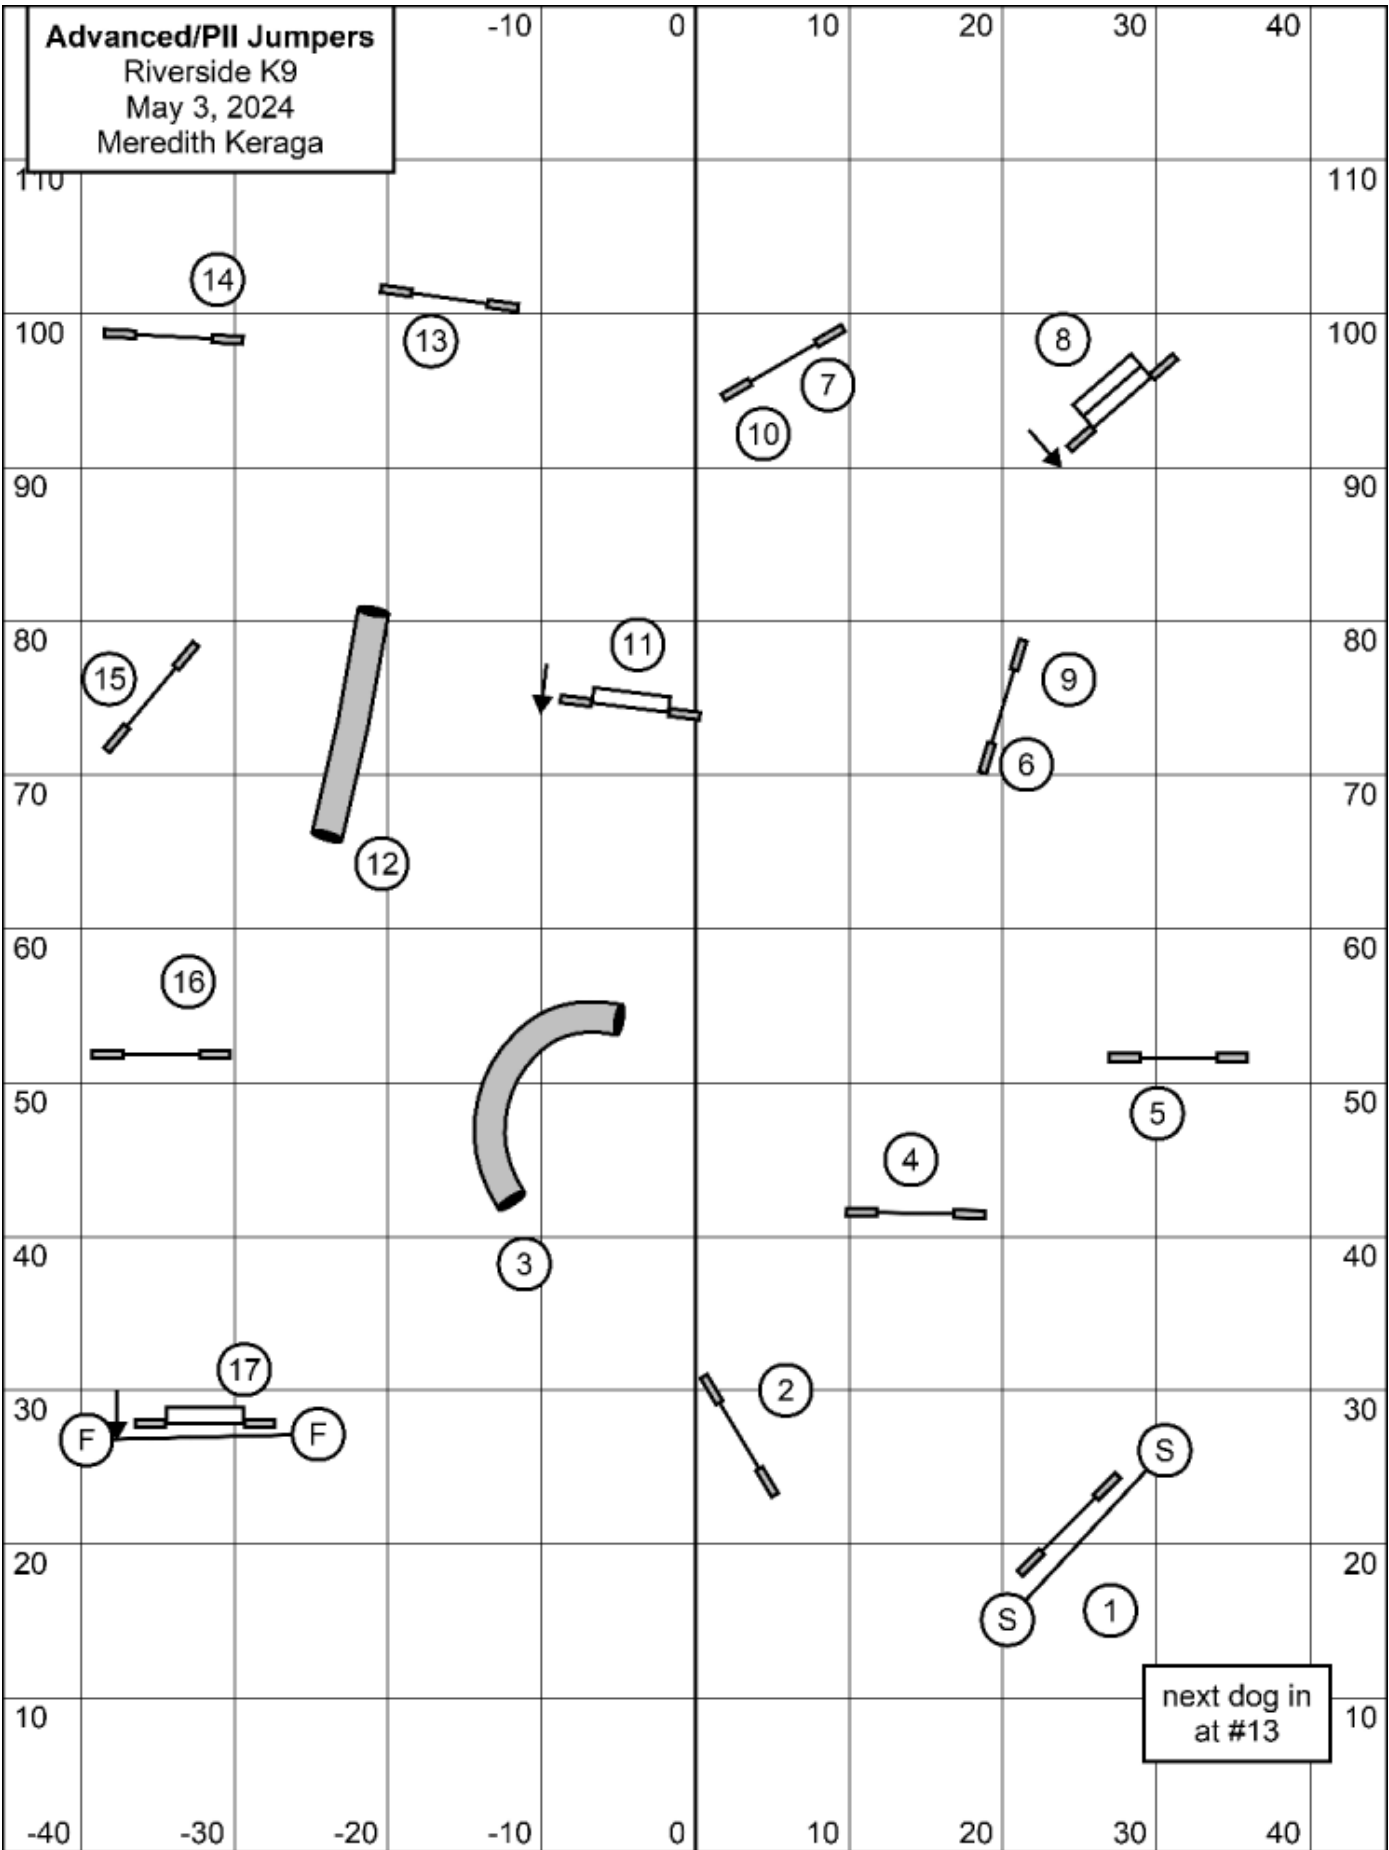 Advanced/PII Jumpers
Riverside K9
May 3, 2024
Meredith Keraga
-10 0 10 20 30 40
110 110
14
100 13 8 100
7
10
90 90
11
80 80
15 9
6
70 70
12
60 60
16
50 5 50
4
40 3 40
17
30 2 30
F F S
20 20
1
S
next dog in
at #13
10 10
-40 -30 -20 -10 0 10 20 30 40